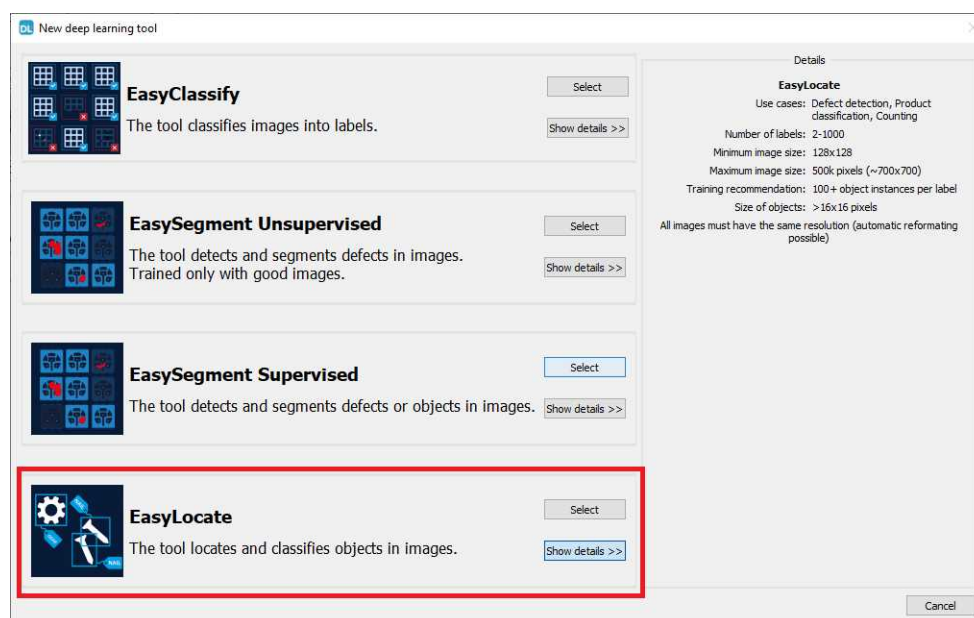 DL New deep learning tool
EasyClassify
The tool classifies images into labels.
Select
Show details >>
EasySegment Unsupervised
The tool detects and segments defects in images.
Trained only with good images.
Select
Show details >>
EasySegment Supervised
The tool detects and segments defects or objects in images.
Select
Show details >>
EasyLocate
The tool locates and classifies objects in images.
Select
Show details >>
NAIL
Details
EasyLocate
Use cases: Defect detection, Product
classification, Counting
Number of labels: 2-1000
Minimum image size: 128x128
Maximum image size: 500k pixels (~700x700)
Training recommendation: 100+ object instances per label
Size of objects: >16x16 pixels
All images must have the same resolution (automatic reformating
possible)
Cancel